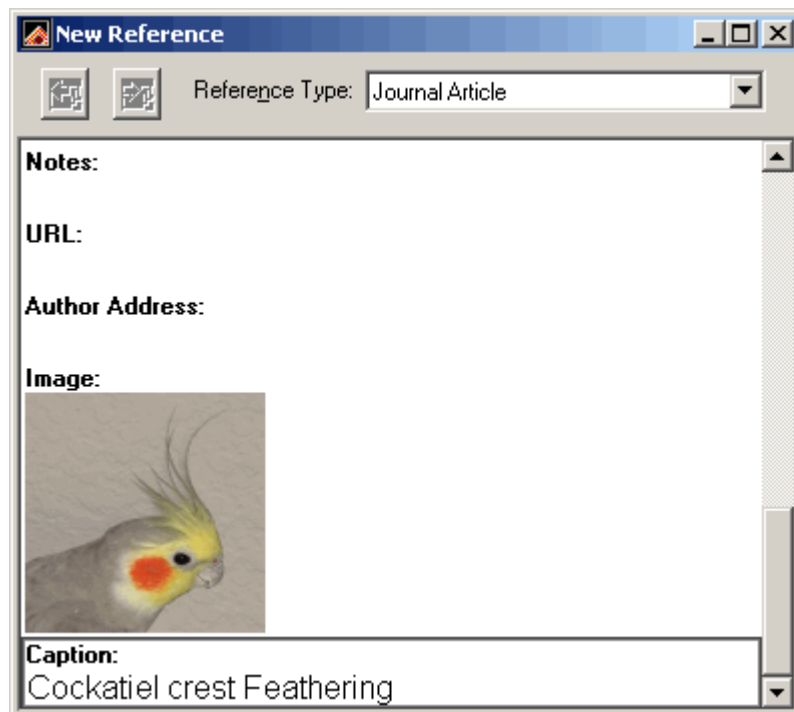 New Reference
Reference Type: Journal Article
Notes:
URL:
Author Address:
Image:
Caption:
Cockatiel crest Feathering